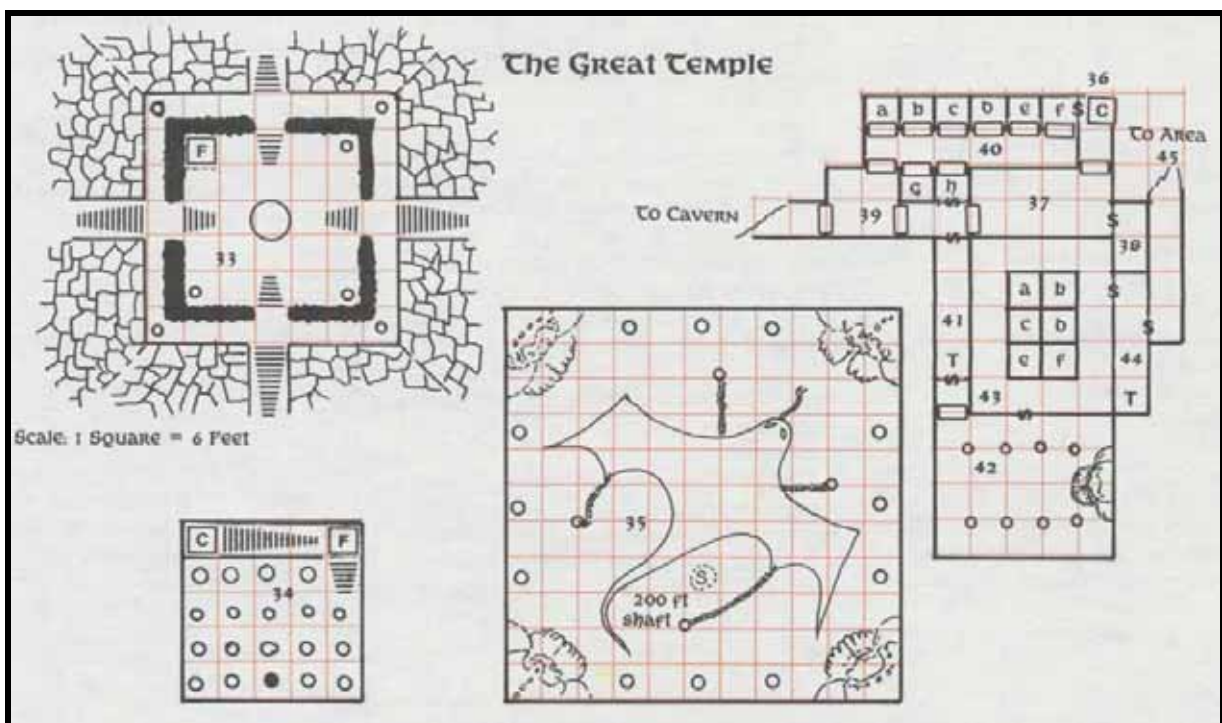 The Great Temple
F
33
Scale: 1 Square = 6 Feet
C F
34
35
S
200 ft
shaft
36
a b c d e f S C
40
To Area
45
To Cavern
g h
39
S
37
S
S
38
a b
S
c d
S
41
e f
44
T
S
43
T
S
42